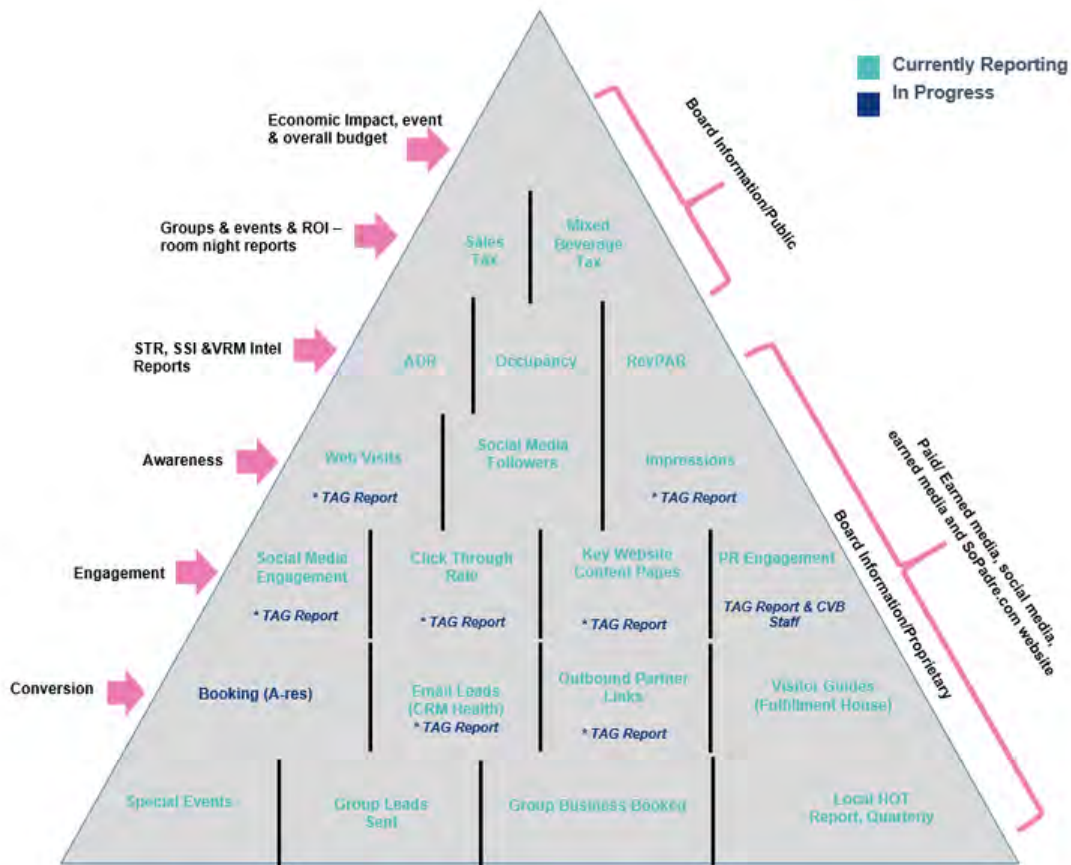 Currently Reporting
In Progress
Economic Impact, event
& overall budget
Board Information/Public
Groups & events & ROI –
room night reports
Sales
Tax
Mixed
Beverage
Tax
STR, SSI &VRM Intel
Reports
ADR
Occupancy
RevPAR
Paid/ Earned media, social media,
earned media and SoPadre.com website
Board Information/Proprietary
Awareness
Web Visits
* TAG Report
Social Media
Followers
Impressions
* TAG Report
Engagement
Social Media
Engagement
* TAG Report
Click Through
Rate
* TAG Report
Key Website
Content Pages
* TAG Report
PR Engagement
TAG Report & CVB
Staff
Conversion
Booking (A-res)
Email Leads
(CRM Health)
* TAG Report
Outbound Partner
Links
* TAG Report
Visitor Guides
(Fulfillment House)
Special Events
Group Leads
Sent
Group Business Booked
Local HOT
Report, Quarterly